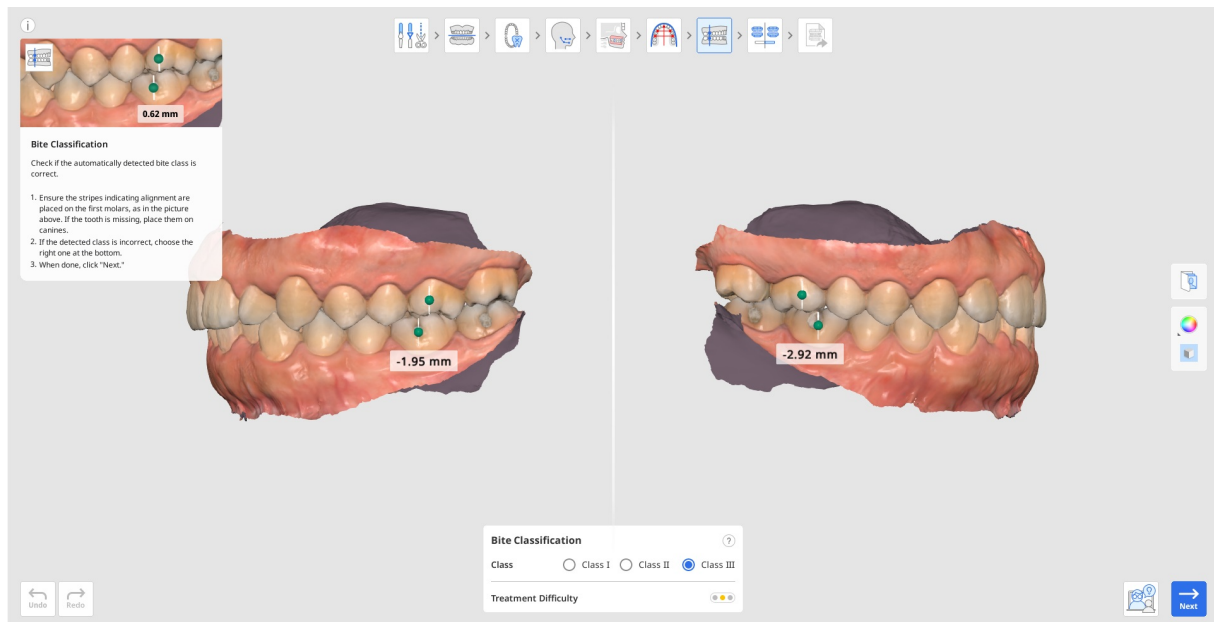 i
0.62 mm
Bite Classification
Check if the automatically detected bite class is
correct.
1. Ensure the stripes indicating alignment are
placed on the first molars, as in the picture
above. If the tooth is missing, place them on
canines.
2. If the detected class is incorrect, choose the
right one at the bottom.
3. When done, click "Next."
-1.95 mm
-2.92 mm
Bite Classification ?
Class Class I Class II Class III
Treatment Difficulty
Undo Redo
Next